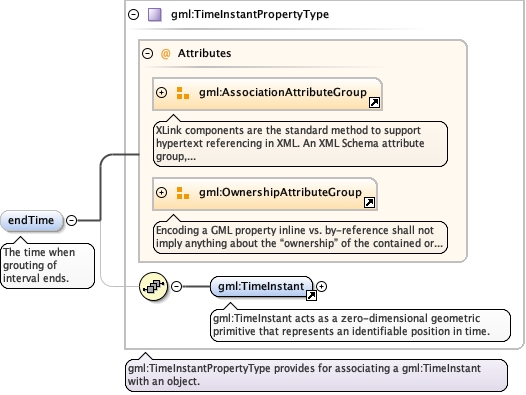 gml:TimeInstantPropertyType
@ Attributes
gml:AssociationAttributeGroup
XLink components are the standard method to support
hypertext referencing in XML. An XML Schema attribute
group,...
gml:OwnershipAttributeGroup
Encoding a GML property inline vs. by-reference shall not
imply anything about the “ownership” of the contained or...
endTime
The time when
grouting of
interval ends.
gml:TimeInstant
gml:TimeInstant acts as a zero-dimensional geometric
primitive that represents an identifiable position in time.
gml:TimeInstantPropertyType provides for associating a gml:TimeInstant
with an object.